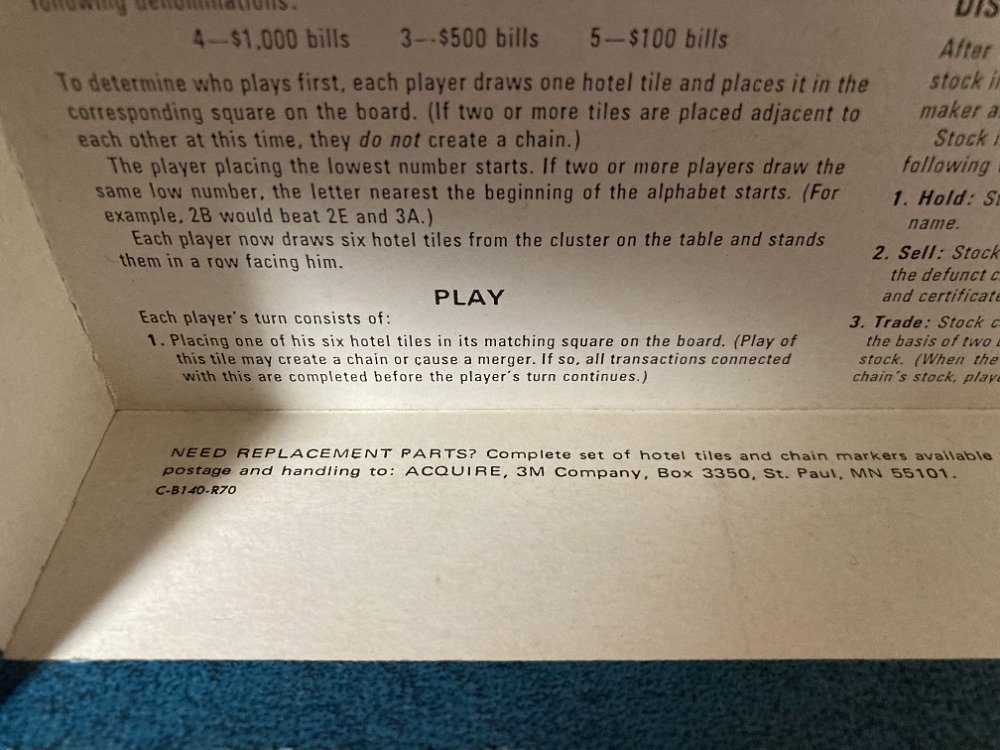 following denominations:
4—$1,000 bills 3—$500 bills 5—$100 bills
To determine who plays first, each player draws one hotel tile and places it in the
corresponding square on the board. (If two or more tiles are placed adjacent to
each other at this time, they do not create a chain.)
The player placing the lowest number starts. If two or more players draw the
same low number, the letter nearest the beginning of the alphabet starts. (For
example, 2B would beat 2E and 3A.)
Each player now draws six hotel tiles from the cluster on the table and stands
them in a row facing him.
PLAY
Each player's turn consists of:
1. Placing one of his six hotel tiles in its matching square on the board. (Play of
this tile may create a chain or cause a merger. If so, all transactions connected
with this are completed before the player's turn continues.)
DIS
After
stock i
maker a
Stock
following
1. Hold: S
name.
2. Sell: Stock
the defunct c
and certificate
3. Trade: Stock c
the basis of two
stock. (When the
chain's stock, playe
NEED REPLACEMENT PARTS? Complete set of hotel tiles and chain markers available
postage and handling to: ACQUIRE, 3M Company, Box 3350, St. Paul, MN 55101.
C-B140-R70